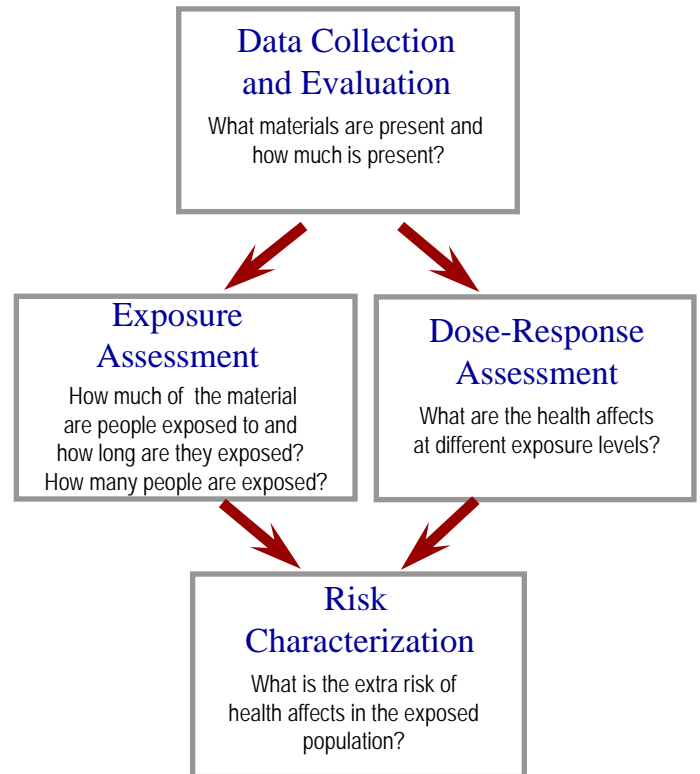 Data Collection
and Evaluation
What materials are present and
how much is present?
Exposure
Assessment
How much of the material
are people exposed to and
how long are they exposed?
How many people are exposed?
Dose-Response
Assessment
What are the health affects
at different exposure levels?
Risk
Characterization
What is the extra risk of
health affects in the exposed
population?